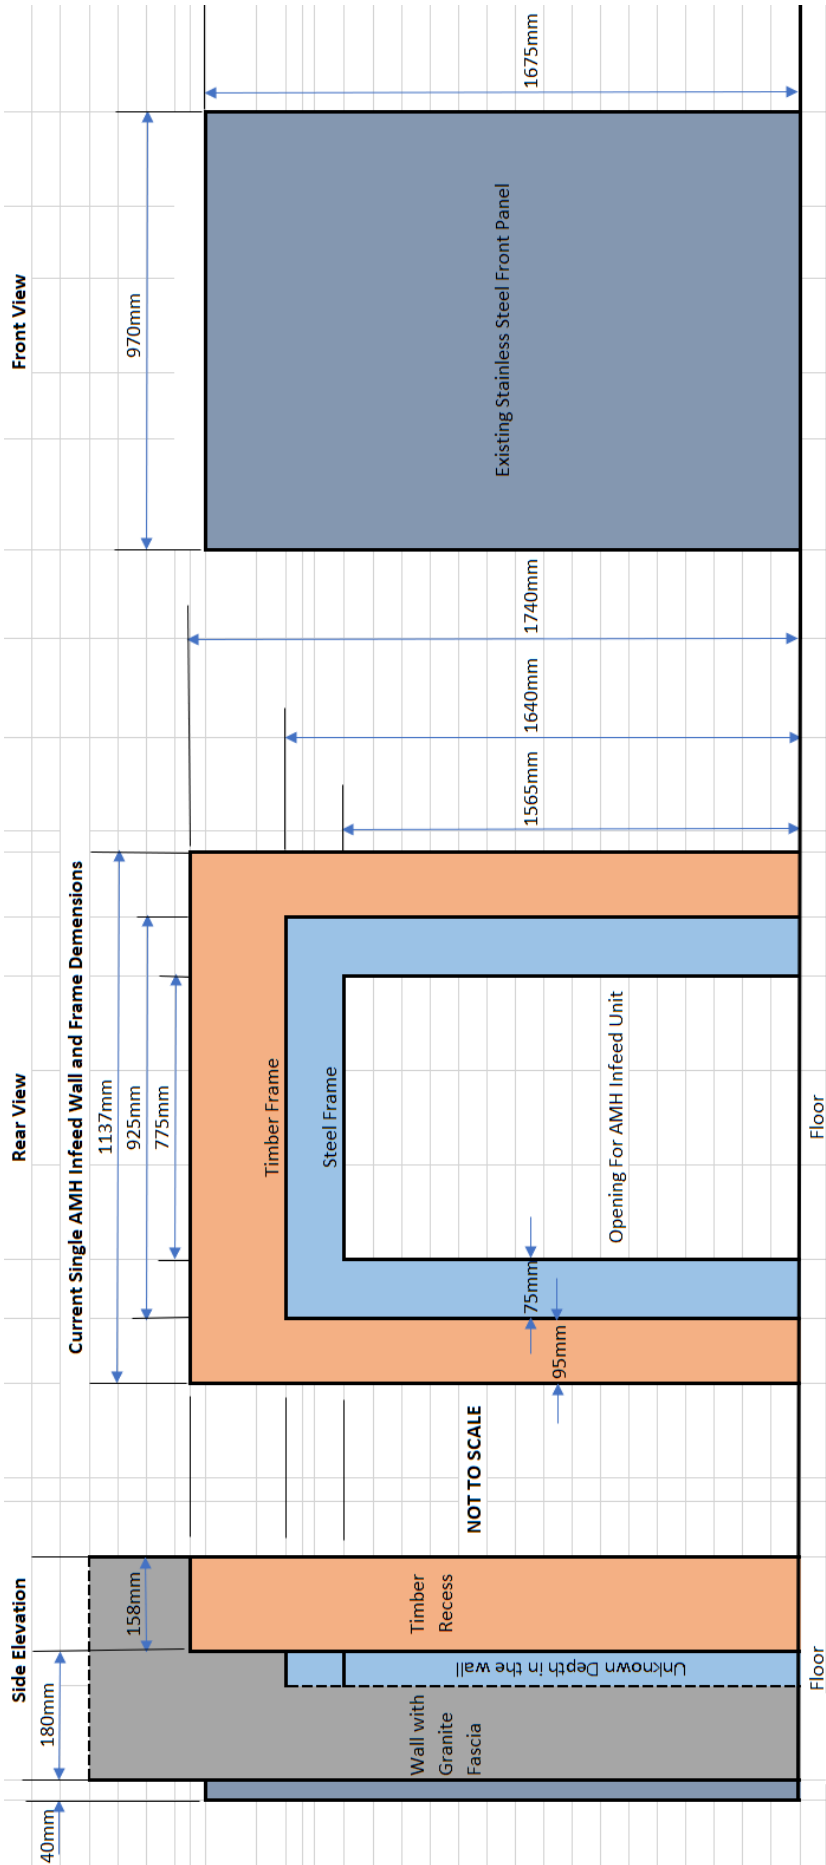 Side Elevation
Rear View
Front View
Current Single AMH Infeed Wall and Frame Demensions
40mm
180mm
158mm
1137mm
925mm
775mm
970mm
Timber Frame
Steel Frame
Wall with
Granite
Fascia
Timber
Recess
Unknown Depth in the wall
NOT TO SCALE
95mm
75mm
Opening For AMH Infeed Unit
1565mm
1640mm
1740mm
Existing Stainless Steel Front Panel
1675mm
Floor
Floor